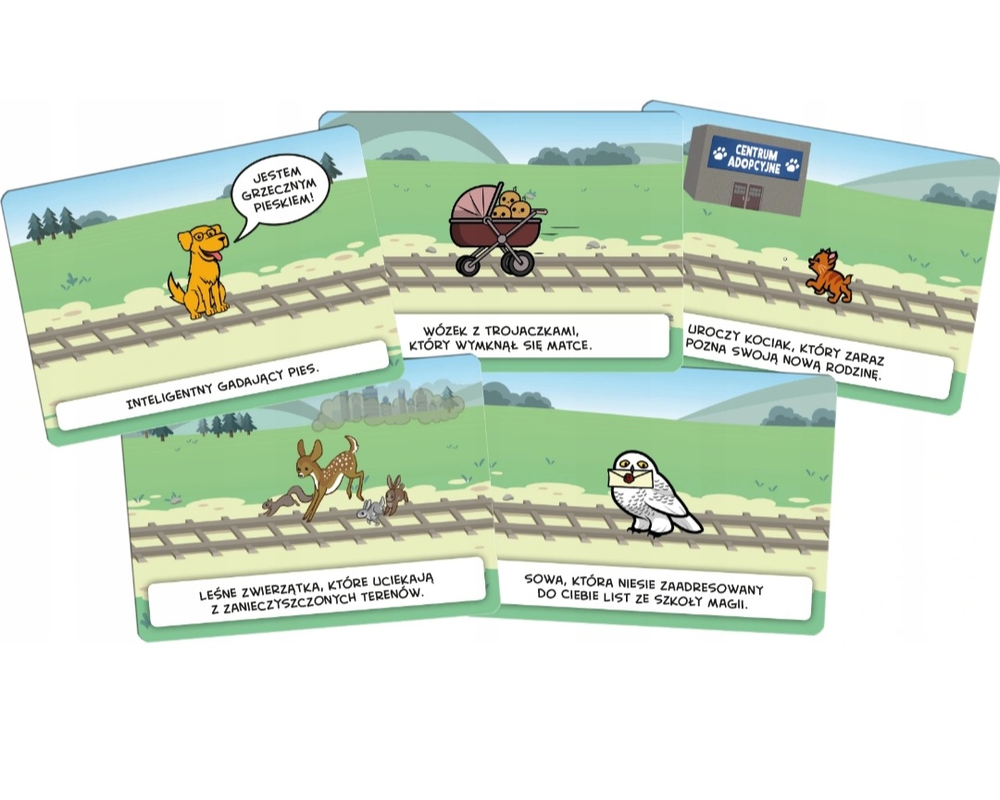 JESTEM
GRZECZNYM
PIESKIEM!
INTELIGENTNY GADAJĄCY PIES.
WÓZEK Z TROJACZKAMI,
KTÓRY WYMKNĄŁ SIĘ MATCE.
CENTRUM
ADOPCYJNE
UROCZY KOCIAK, KTÓRY ZARAZ
POZNA SWOJĄ NOWĄ RODZINĘ.
LEŚNE ZWIERZĄTKA, KTÓRE UCIEKAJĄ
Z ZANIECZYSZCZONYCH TERENÓW.
SOWA, KTÓRA NIESIE ZAADRESOWANY
DO CIEBIE LIST ZE SZKOŁY MAGII.